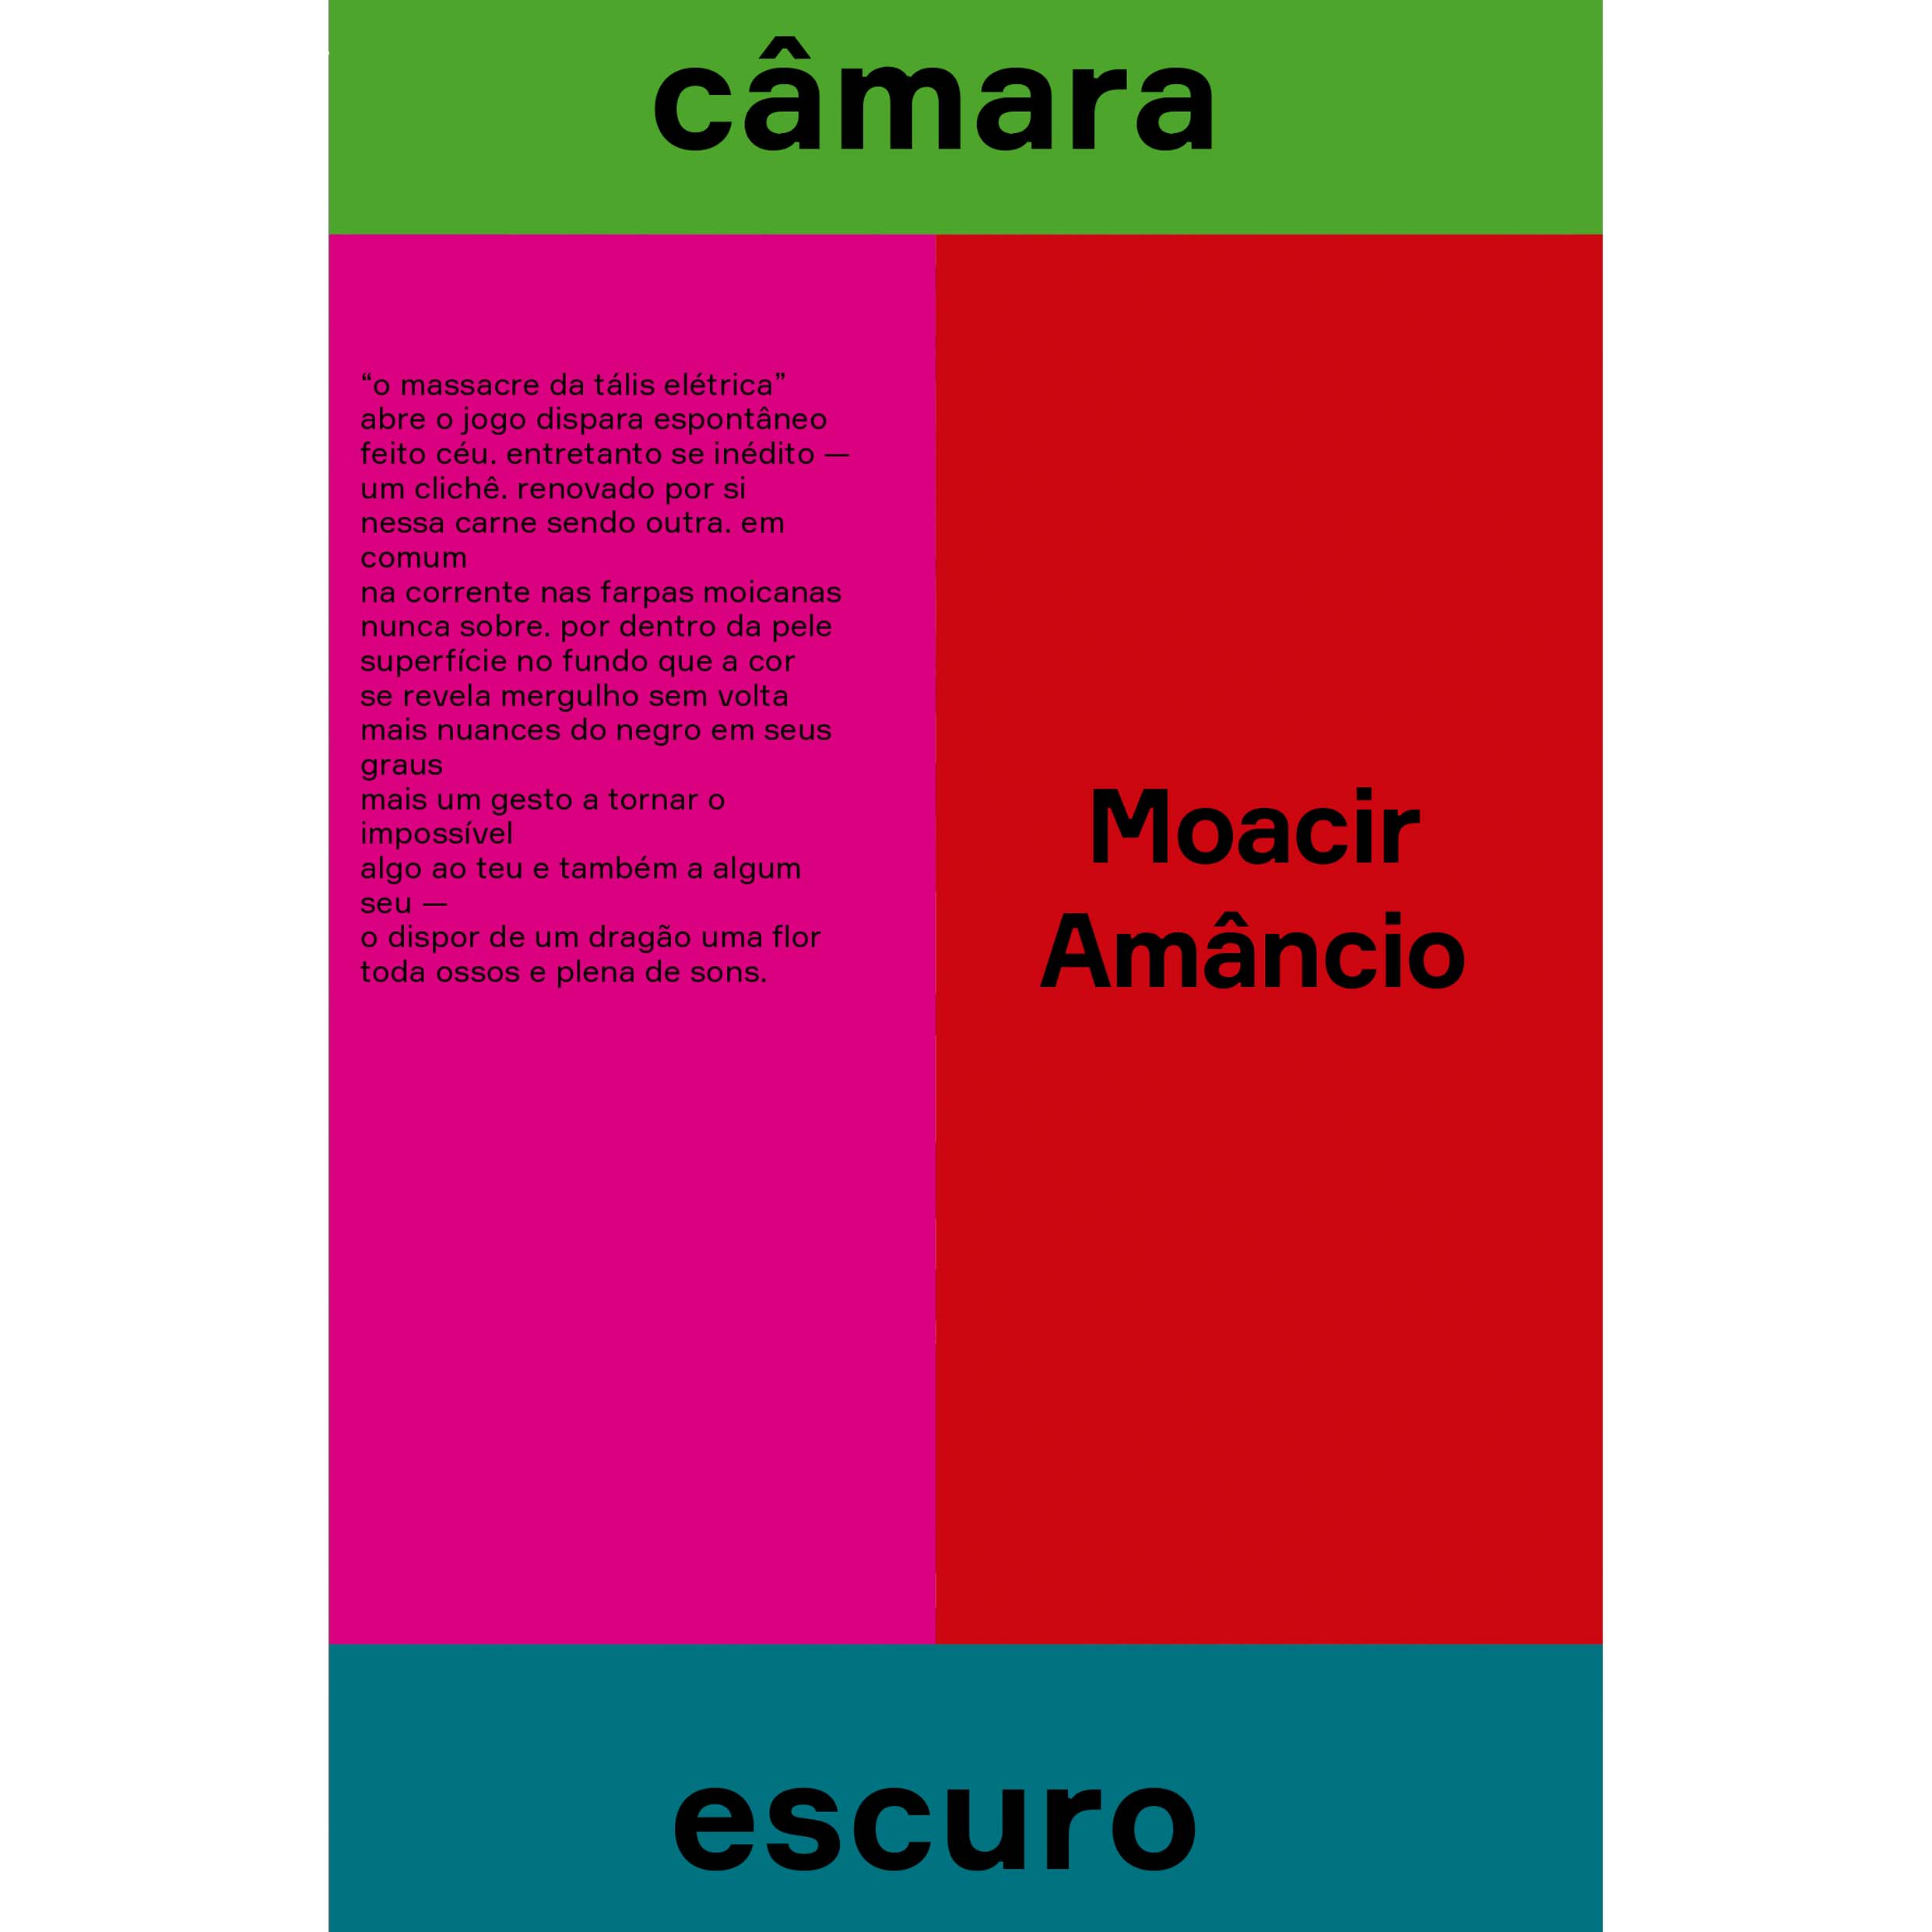 câmara
“o massacre da tális elétrica”
abre o jogo dispara espontâneo
feito céu. entretanto se inédito —
um clichê. renovado por si
nessa carne sendo outra. em
comum
na corrente nas farpas moicanas
nunca sobre. por dentro da pele
superfície no fundo que a cor
se revela mergulho sem volta
mais nuances do negro em seus
graus
mais um gesto a tornar o
impossível
algo ao teu e também a algum
seu —
o dispor de um dragão uma flor
toda ossos e plena de sons.
Moacir
Amâncio
escuro